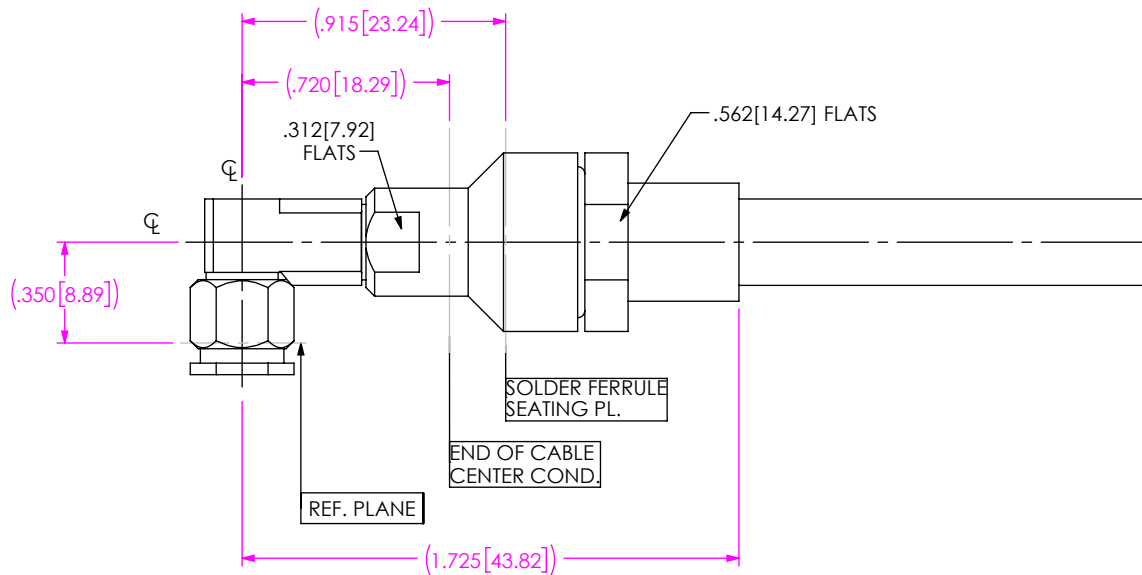 (.915[23.24])
(.720[18.29])
.562[14.27] FLATS
.312[7.92]
FLATS
℄
℄
(.350[8.89])
SOLDER FERRULE
SEATING PL.
END OF CABLE
CENTER COND.
REF. PLANE
(1.725[43.82])